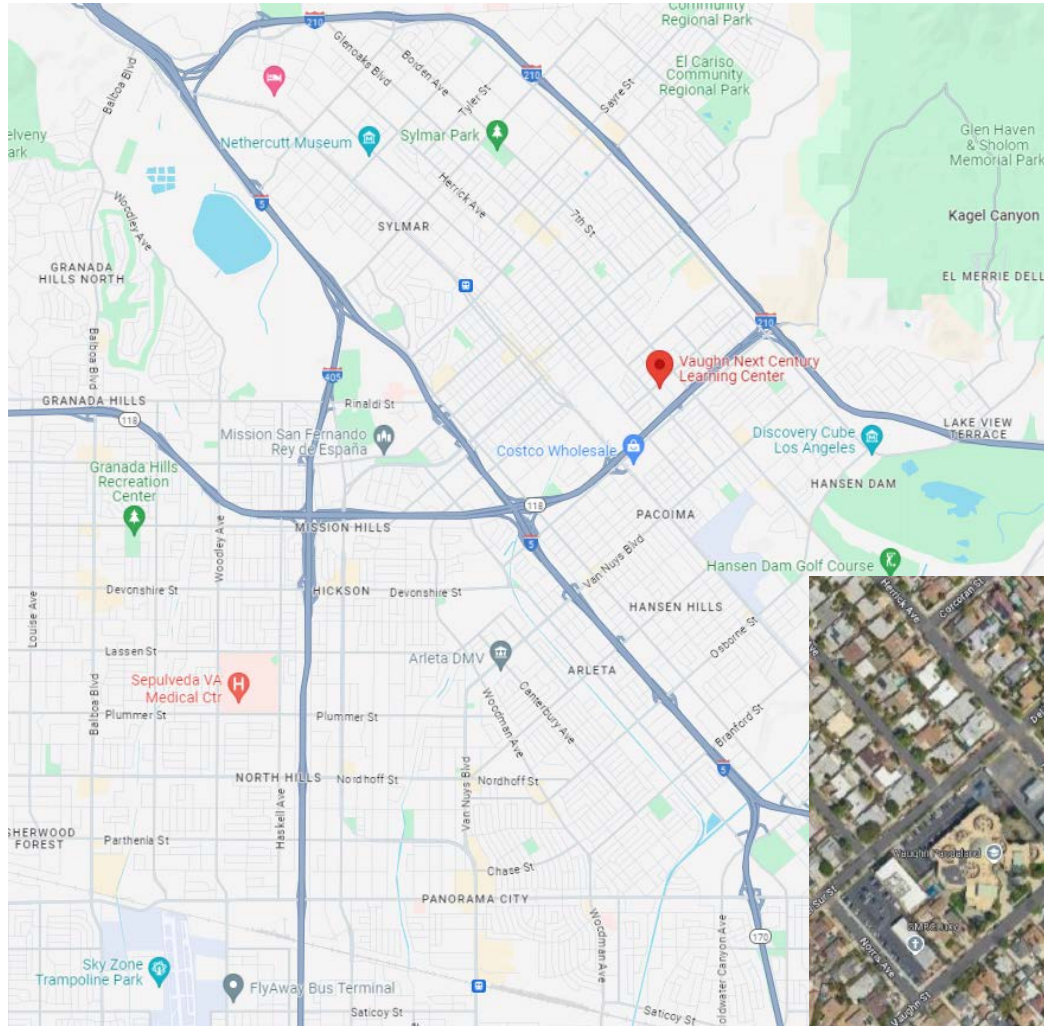 Community
Regional Park
210
Glenoaks Blvd
Borden Ave
El Cariso
Community
Regional Park
Balboa Blvd
210
Tyler St
Sayre St
Nethercutt Museum
Sylmar Park
Glen Haven
& Sholom
Memorial Park
Herrick Ave
5
Woodley Ave
7th St
Kagel Canyon
SYLMAR
GRANADA
HILLS NORTH
EL MERRIE DELL
210
Balboa Blvd
Vaughn Next Century
Learning Center
405
GRANADA HILLS
Rinaldi St
118
Mission San Fernando
Rey de España
Costco Wholesale
Discovery Cube
Los Angeles
LAKE VIEW
TERRACE
Granada Hills
Recreation
Center
HANSEN DAM
118
PACOIMA
MISSION HILLS
5
Woodley Ave
Van Nuys Blvd
Hansen Dam Golf Course
Devonshire St
HICKSON
Devonshire St
HANSEN HILLS
Louise Ave
Herrick Ave
Corcoran St
Osborne St
Lassen St
Arleta DMV
ARLETA
Sepulveda VA
Medical Ctr
H
Balboa Blvd
Plummer St
Plummer St
Woodman Ave
Canterbury Ave
Branford St
NORTH HILLS
Nordhoff St
Nordhoff St
5
Van Nuys Blvd
Haskell Ave
Parthenia St
FOREST
Chase St
PANORAMA CITY
Woodman Ave
170
Norris Ave
Vaughn St
Sky Zone
Trampoline Park
FlyAway Bus Terminal
Saticoy St
Saticoy St